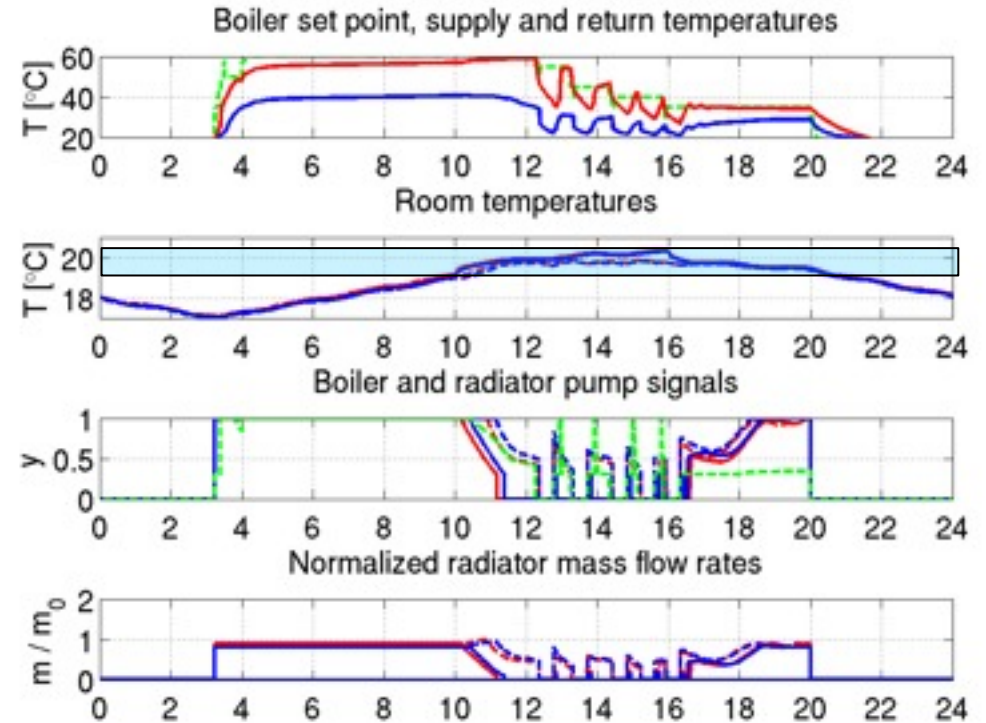 Boiler set point, supply and return temperatures
T [°C]
60
40
20
0 2 4 6 8 10 12 14 16 18 20 22 24
Room temperatures
T [°C]
20
18
0 2 4 6 8 10 12 14 16 18 20 22 24
Boiler and radiator pump signals
y
1
0.5
0
0 2 4 6 8 10 12 14 16 18 20 22 24
Normalized radiator mass flow rates
m / m0
2
1
0
0 2 4 6 8 10 12 14 16 18 20 22 24